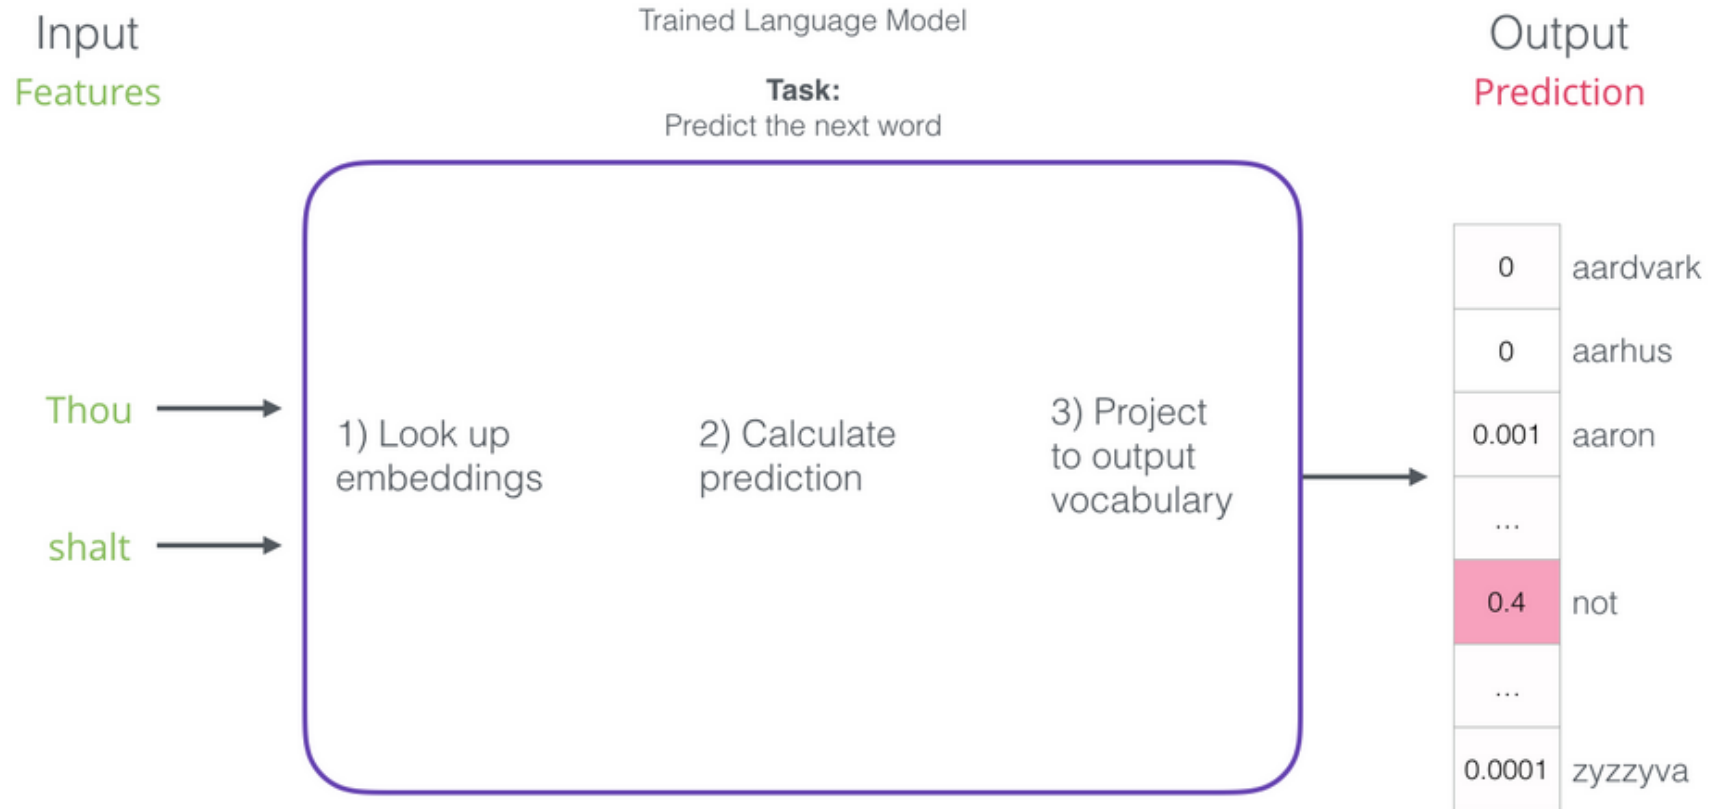 Input
Features
Trained Language Model
Task:
Predict the next word
Output
Prediction
Thou
shalt
1) Look up
embeddings
2) Calculate
prediction
3) Project
to output
vocabulary
0 aardvark
0 aarhus
0.001 aaron
...
0.4 not
...
0.0001 zyzzyva